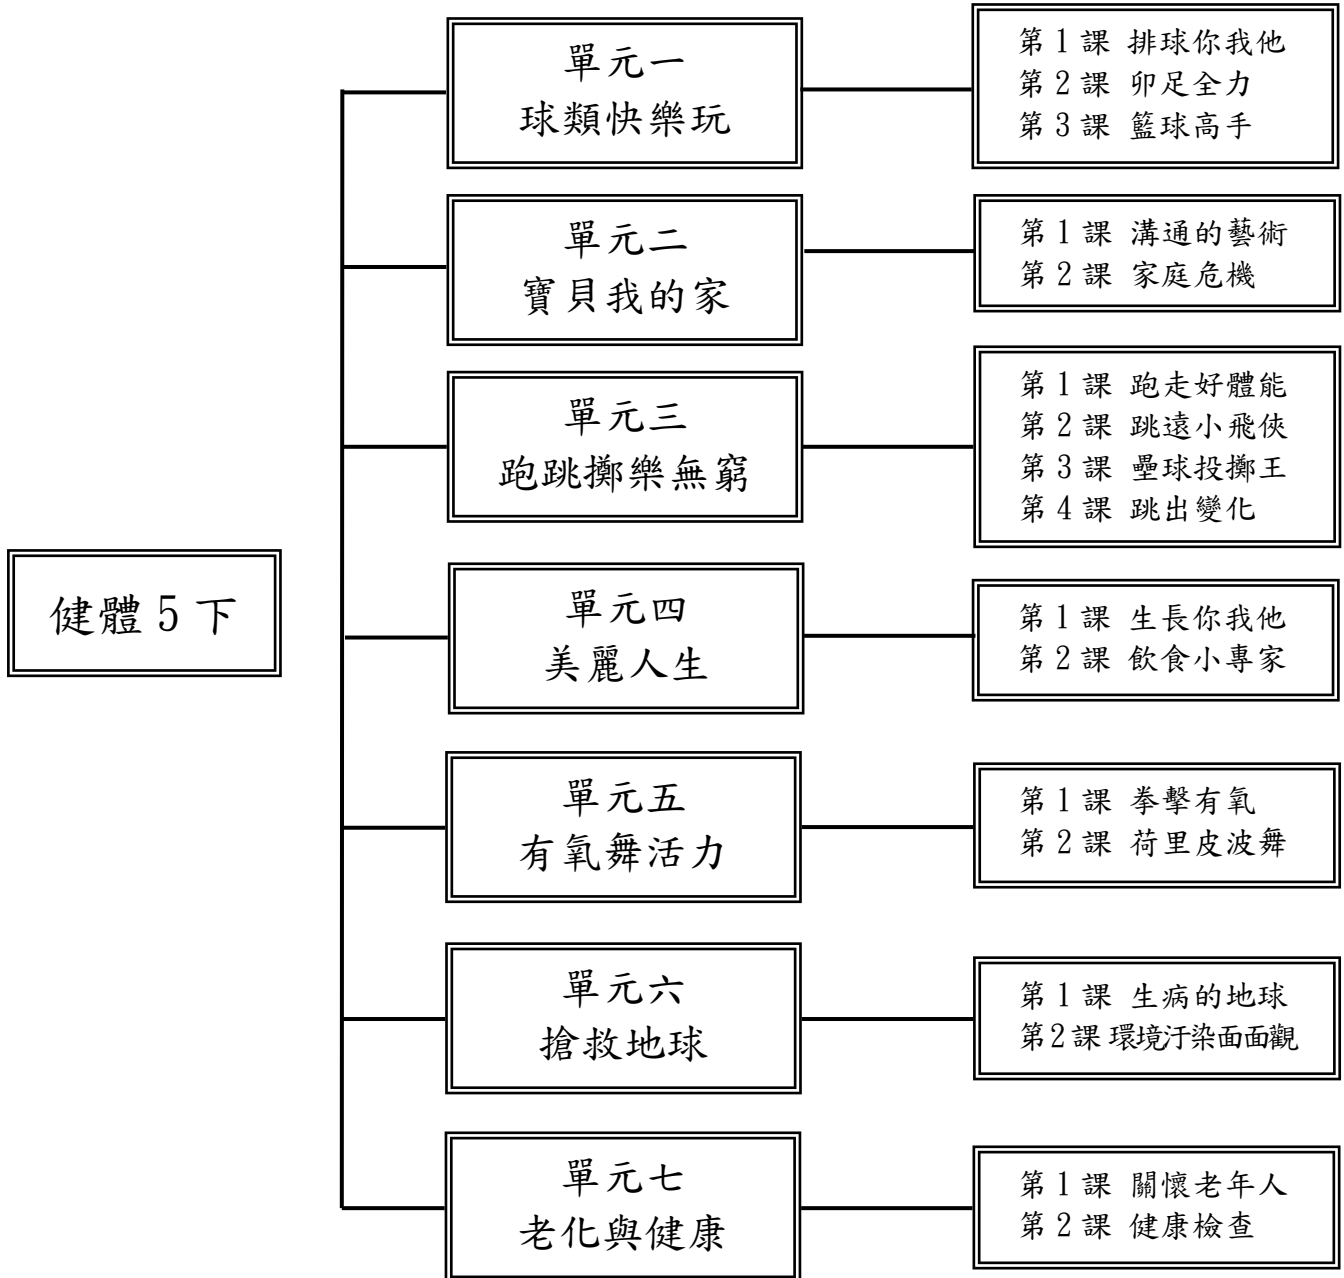 健體 5 下
單元一
球類快樂玩
第 1 課 排球你我他
第 2 課 卯足全力
第 3 課 籃球高手
單元二
寶貝我的家
第 1 課 溝通的藝術
第 2 課 家庭危機
單元三
跑跳擲樂無窮
第 1 課 跑走好體能
第 2 課 跳遠小飛俠
第 3 課 壘球投擲王
第 4 課 跳出變化
單元四
美麗人生
第 1 課 生長你我他
第 2 課 飲食小專家
單元五
有氧舞活力
第 1 課 拳擊有氧
第 2 課 荷里皮波舞
單元六
搶救地球
第 1 課 生病的地球
第 2 課 環境汙染面面觀
單元七
老化與健康
第 1 課 關懷老年人
第 2 課 健康檢查